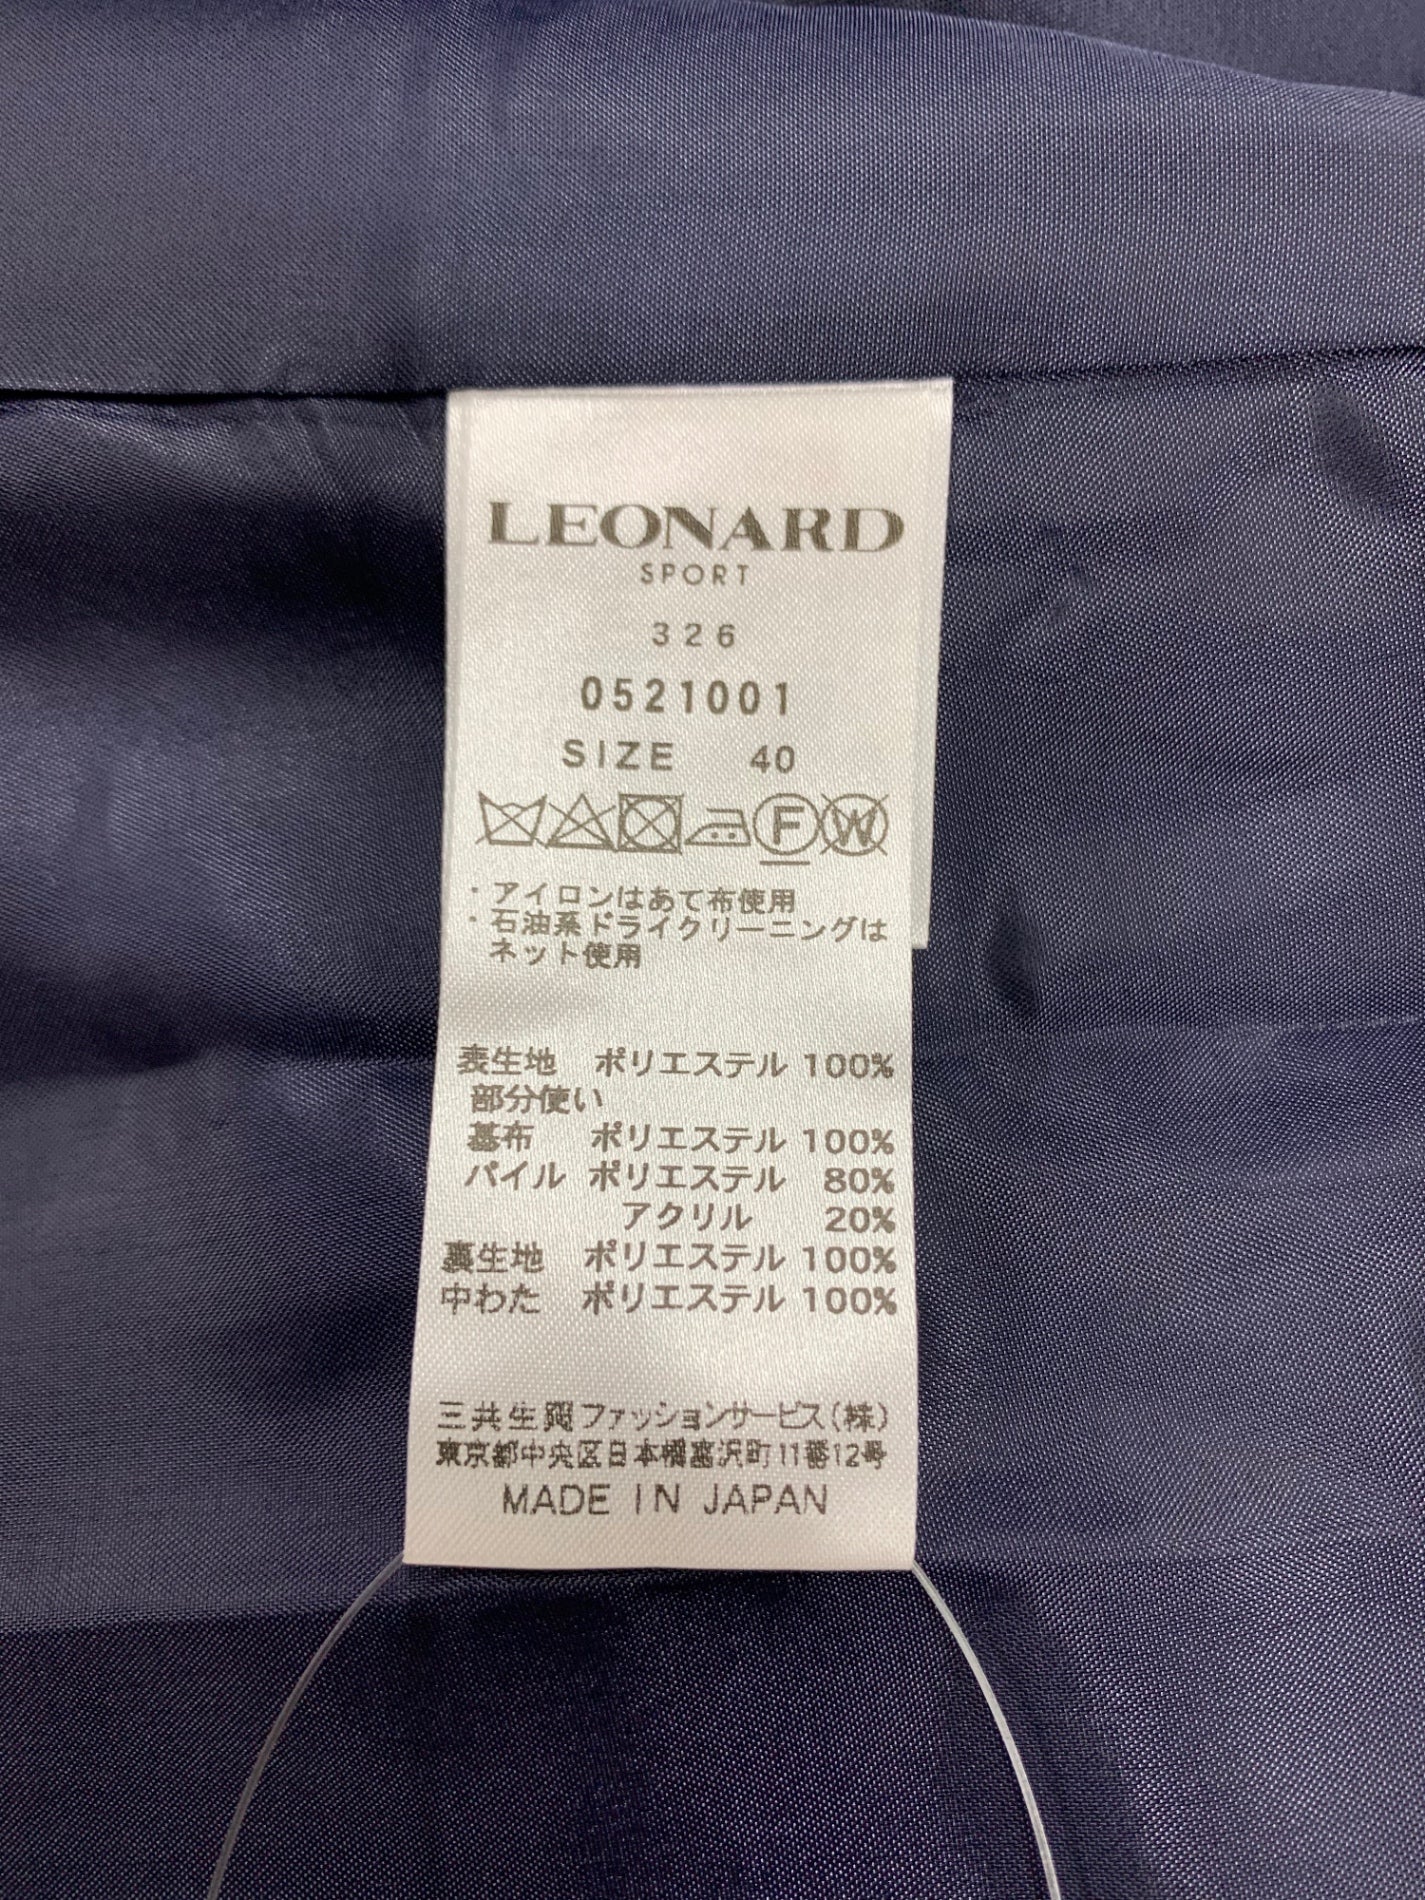 LEONARD
SPORT
326
0521001
SIZE 40
F W
・アイロンはあて布使用
・石油系ドライクリーニングは
ネット使用
表生地 ポリエステル 100%
部分使い
基布 ポリエステル 100%
パイル ポリエステル 80%
アクリル 20%
裏生地 ポリエステル 100%
中わた ポリエステル 100%
三共生興ファッションサービス(株)
東京都中央区日本橋富沢町11番12号
MADE IN JAPAN